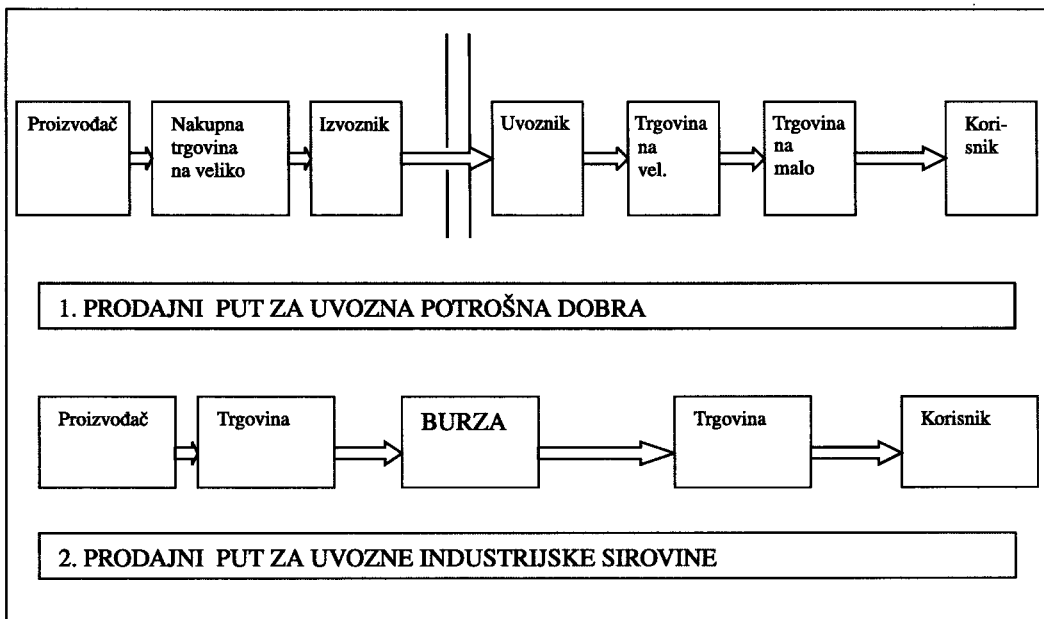 Proizvođač
Nakupna
trgovina
na veliko
Izvoznik
Uvoznik
Trgovina
na
vel.
Trgovina
na
malo
Kori-
snik
1. PRODAJNI PUT ZA UVOZNA POTROŠNA DOBRA
Proizvođač
Trgovina
BURZA
Trgovina
Korisnik
2. PRODAJNI PUT ZA UVOZNE INDUSTRIJSKE SIROVINE